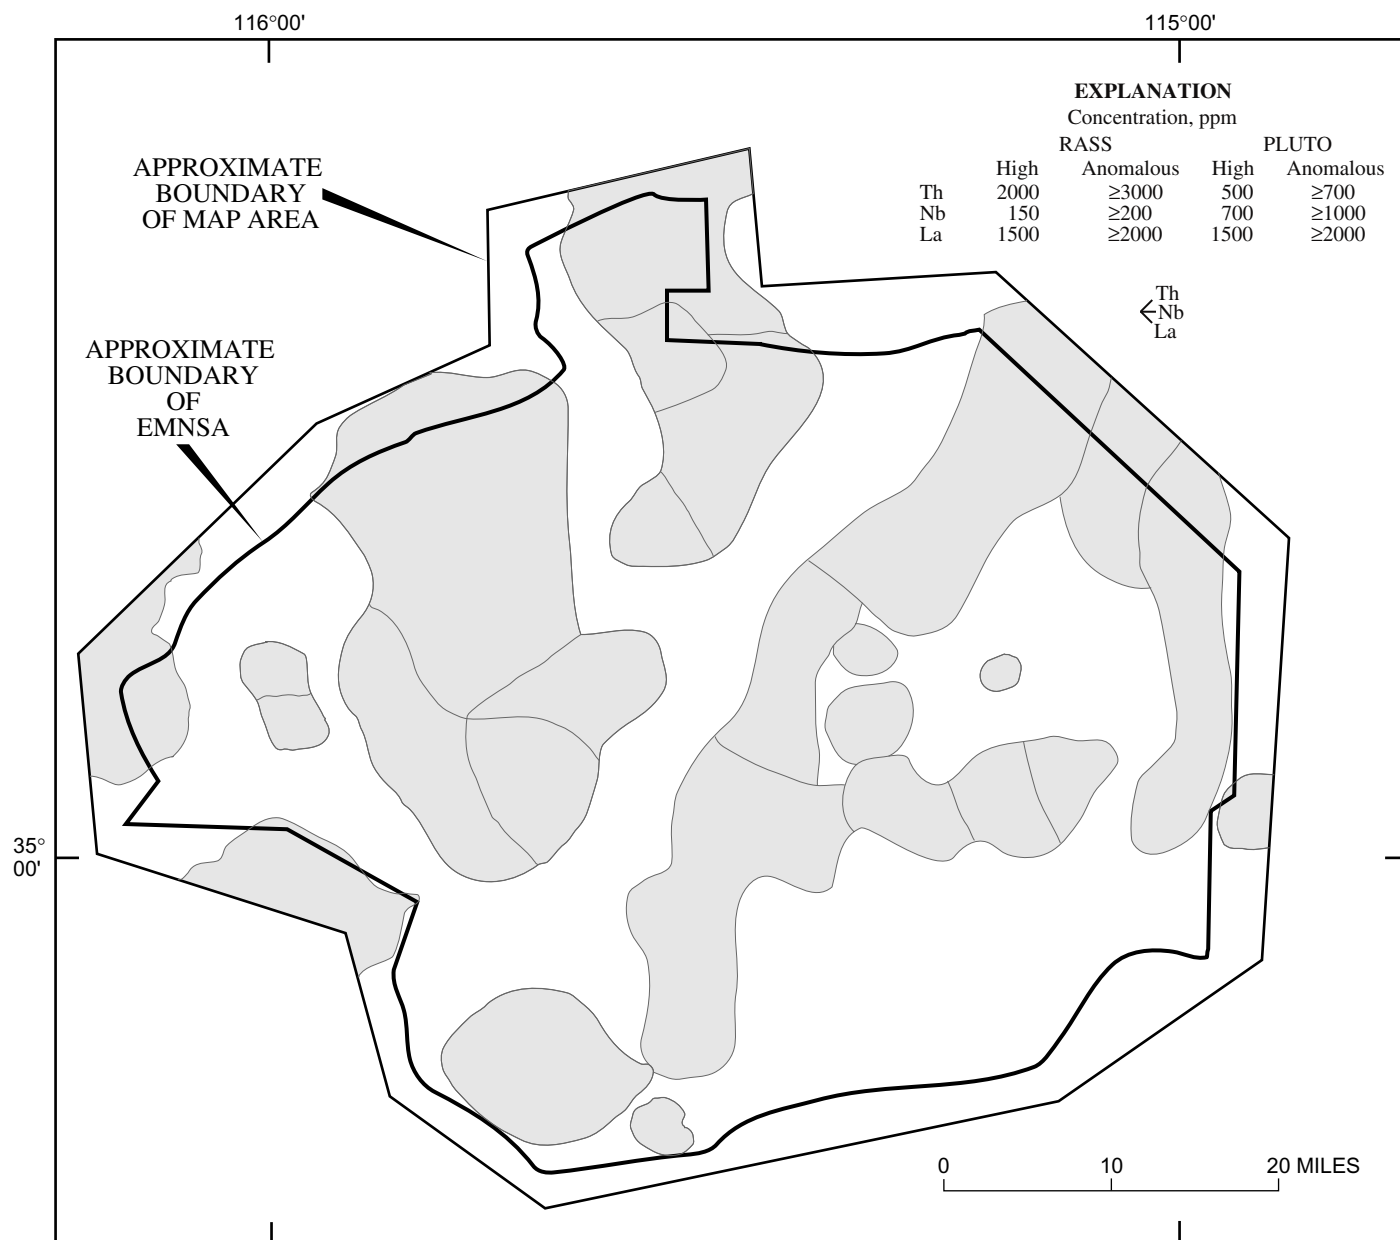 116°00'
115°00'
EXPLANATION
Concentration, ppm
RASS PLUTO
High Anomalous High Anomalous
Th 2000 ≥3000 500 ≥700
Nb 150 ≥200 700 ≥1000
La 1500 ≥2000 1500 ≥2000
APPROXIMATE
BOUNDARY
OF MAP AREA
Th
Nb
La
APPROXIMATE
BOUNDARY
OF
EMNSA
35°
00'
0 10 20 MILES